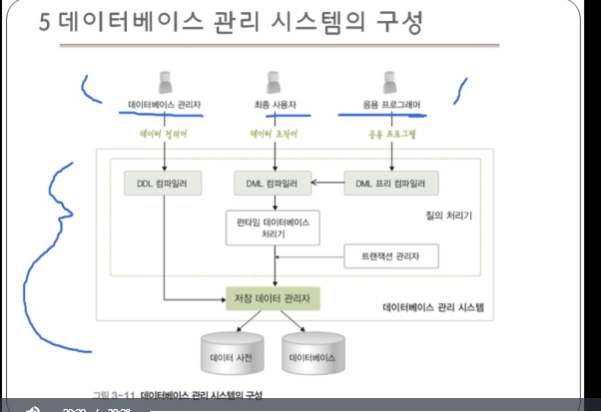 5 데이터베이스 관리 시스템의 구성
데이터베이스 관리자 최종 사용자 응용 프로그래머
데이터 정의어 데이터 조작어 응용 프로그램
DDL 컴파일러 DML 컴파일러 DML 프리 컴파일러
질의 처리기
런타임 데이터베이스
처리기
트랜잭션 관리자
저장 데이터 관리자
데이터베이스 관리 시스템
데이터 사전 데이터베이스
그림 3-11 데이터베이스 관리 시스템의 구성